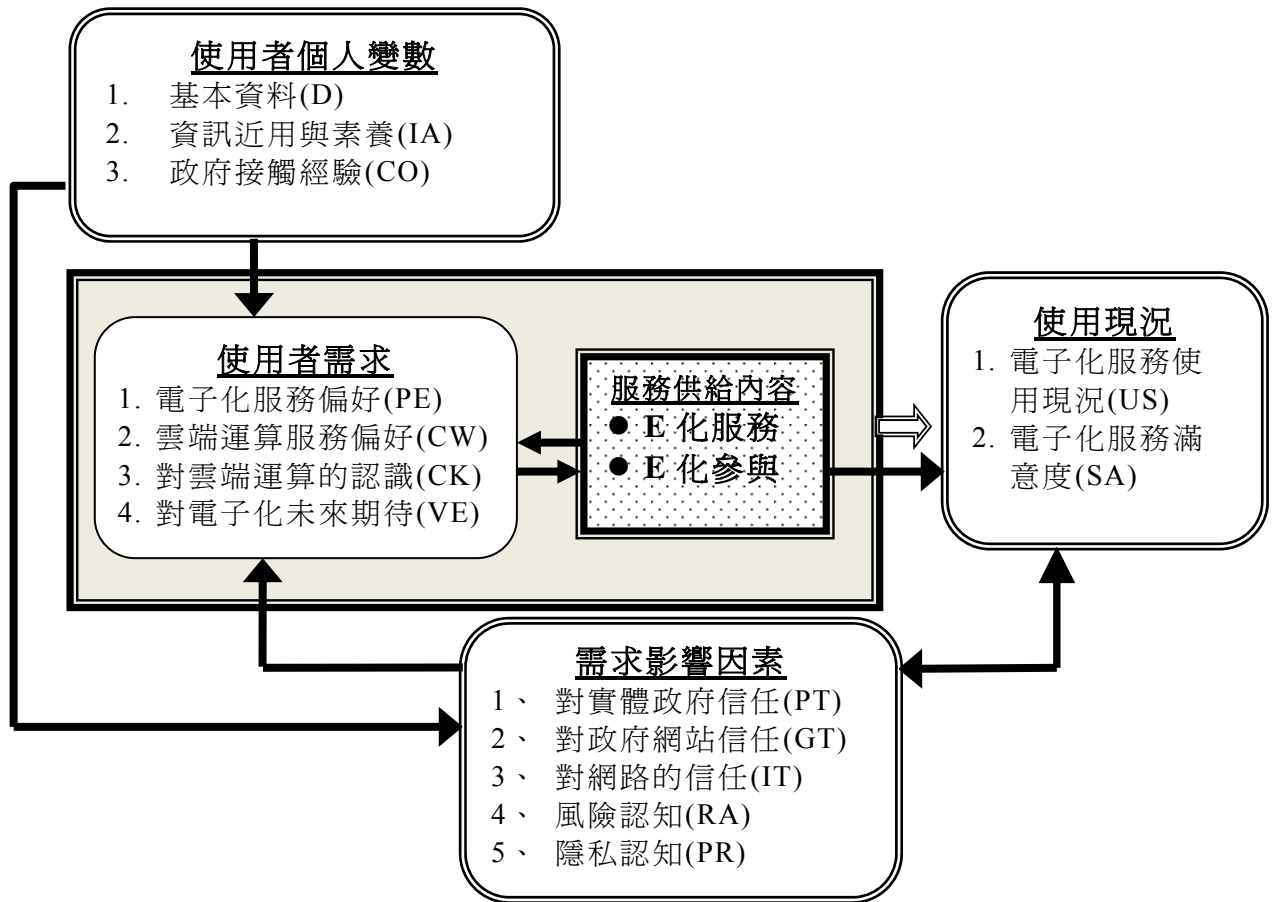 使用者個人變數
1. 基本資料(D)
2. 資訊近用與素養(IA)
3. 政府接觸經驗(CO)
使用者需求
1. 電子化服務偏好(PE)
2. 雲端運算服務偏好(CW)
3. 對雲端運算的認識(CK)
4. 對電子化未來期待(VE)
服務供給內容
● E 化服務
● E 化參與
使用現況
1. 電子化服務使
用現況(US)
2. 電子化服務滿
意度(SA)
需求影響因素
1、 對實體政府信任(PT)
2、 對政府網站信任(GT)
3、 對網路的信任(IT)
4、 風險認知(RA)
5、 隱私認知(PR)